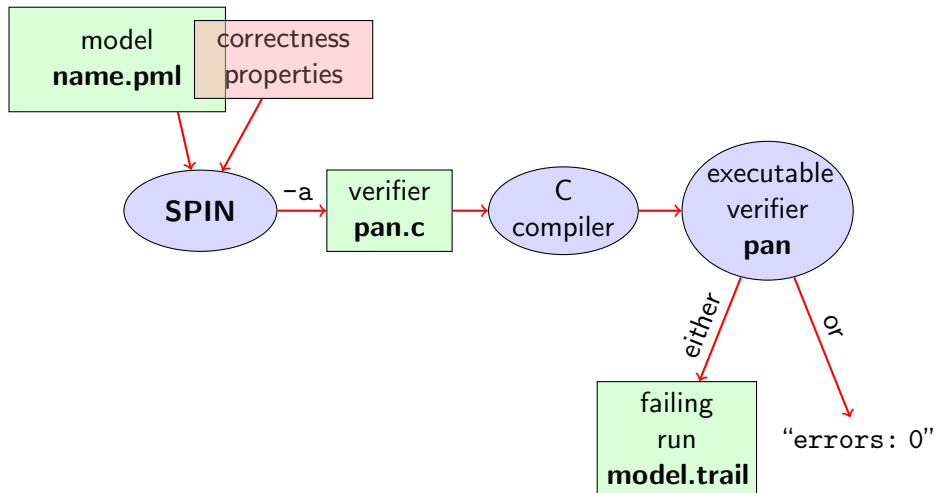 model
name.pml
correctness
properties
SPIN
-a
verifier
pan.c
C
compiler
executable
verifier
pan
either
or
failing
run
model.trail
“errors: 0”